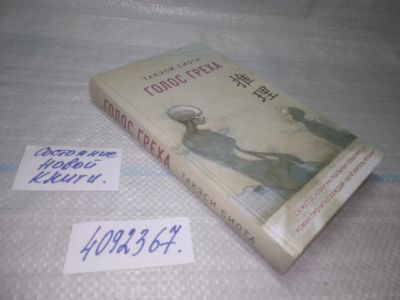 ТАКЭСИ СИОТА
ГОЛОС ГРЕХА
推
理
ГОЛОС ГРЕХА
ТАКЭСИ СИОТА
Состояние
новой
книги.
4092367.